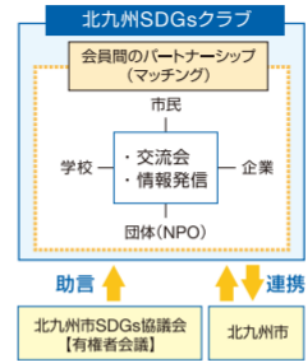 北九州SDGsクラブ
会員間のパートナーシップ
(マッチング)
市民
学校
・交流会
・情報発信
企業
団体(NPO)
助言
連携
北九州市SDGs協議会
【有権者会議】
北九州市